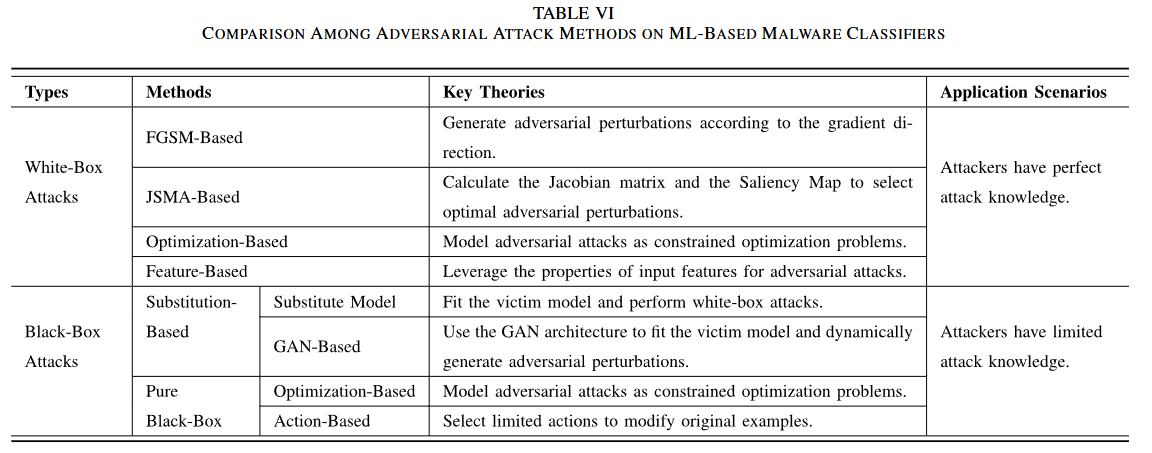 TABLE VI
COMPARISON AMONG ADVERSARIAL ATTACK METHODS ON ML-BASED MALWARE CLASSIFIERS
Types Methods Key Theories Application Scenarios
White-Box
Attacks
FGSM-Based
Generate adversarial perturbations according to the gradient di-
rection.
JSMA-Based
Calculate the Jacobian matrix and the Saliency Map to select
optimal adversarial perturbations.
Optimization-Based
Model adversarial attacks as constrained optimization problems.
Feature-Based
Leverage the properties of input features for adversarial attacks.
Attackers have perfect
attack knowledge.
Black-Box
Attacks
Substitution-
Based
Substitute Model
Fit the victim model and perform white-box attacks.
GAN-Based
Use the GAN architecture to fit the victim model and dynamically
generate adversarial perturbations.
Pure
Black-Box
Optimization-Based
Model adversarial attacks as constrained optimization problems.
Action-Based
Select limited actions to modify original examples.
Attackers have limited
attack knowledge.